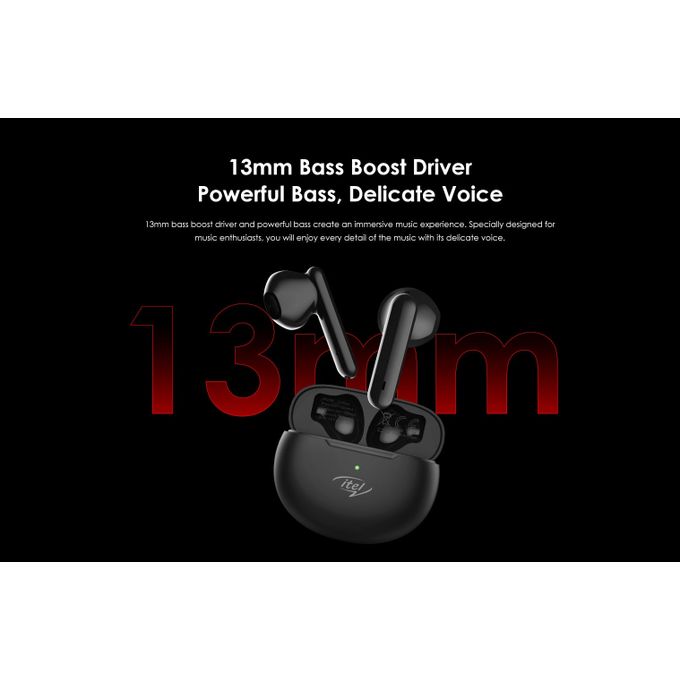 13mm Bass Boost Driver
Powerful Bass, Delicate Voice
13mm bass boost driver and powerful bass create an immersive music experience. Specially designed for
music enthusiasts, you will enjoy every detail of the music with its delicate voice.
13mm
itel